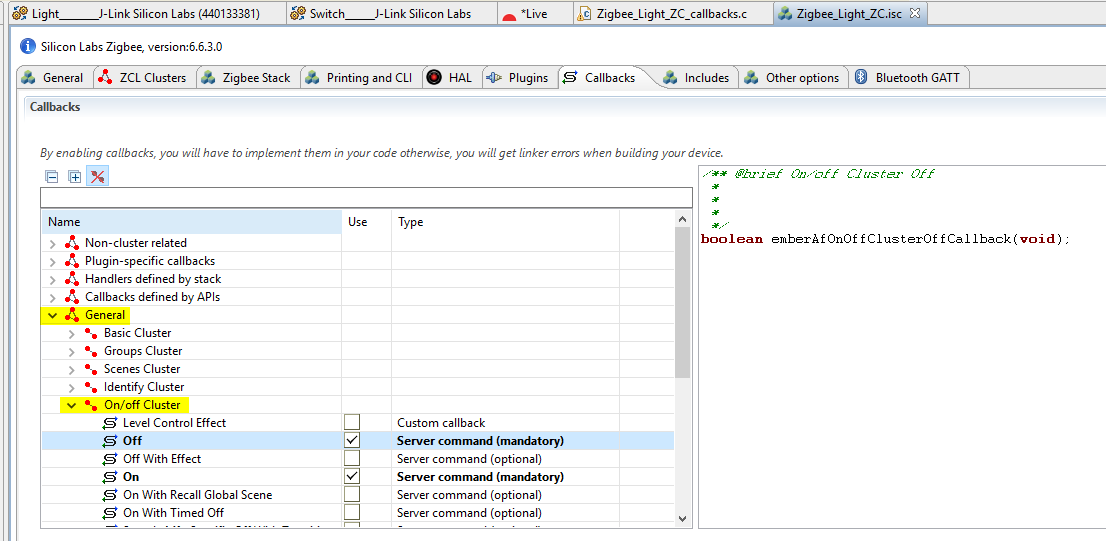 Light_______J-Link Silicon Labs (440133381) Switch_____J-Link Silicon Labs *Live Zigbee_Light_ZC_callbacks.c Zigbee_Light_ZC.isc
Silicon Labs Zigbee, version:6.6.3.0
General ZCL Clusters Zigbee Stack Printing and CLI HAL Plugins Callbacks Includes Other options Bluetooth GATT
Callbacks
By enabling callbacks, you will have to implement them in your code otherwise, you will get linker errors when building your device.
Name Use Type
Non-cluster related
Plugin-specific callbacks
Handlers defined by stack
Callbacks defined by APIs
General
Basic Cluster
Groups Cluster
Scenes Cluster
Identify Cluster
On/off Cluster
Level Control Effect Custom callback
Off Server command (mandatory)
Off With Effect Server command (optional)
On Server command (mandatory)
On With Recall Global Scene Server command (optional)
On With Timed Off Server command (optional)
/** @brief On/off Cluster Off
*
*
*
*/
boolean emberAfOnOffClusterOffCallback(void);